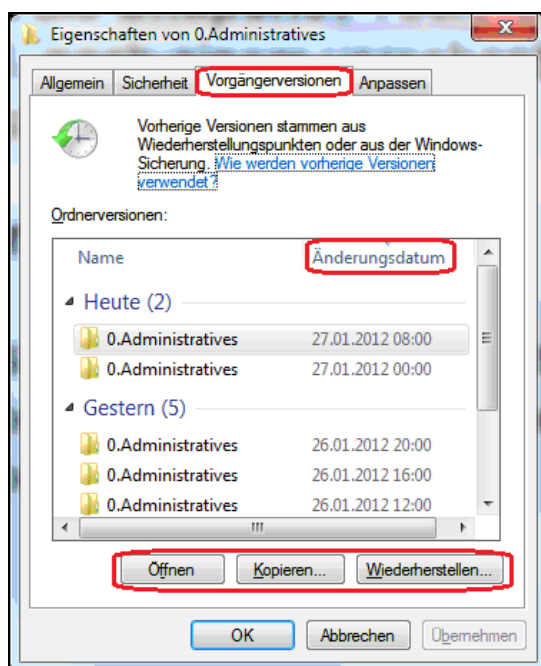 Eigenschaften von 0.Administratives
Allgemein Sicherheit Vorgängerversionen Anpassen
Vorherige Versionen stammen aus
Wiederherstellungspunkten oder aus der Windows-
Sicherung. Wie werden vorherige Versionen
verwendet?
Ordnerversionen:
Name Änderungsdatum
Heute (2)
0.Administratives 27.01.2012 08:00
0.Administratives 27.01.2012 00:00
Gestern (5)
0.Administratives 26.01.2012 20:00
0.Administratives 26.01.2012 16:00
0.Administratives 26.01.2012 12:00
Öffnen Kopieren... Wiederherstellen...
OK Abbrechen Übernehmen